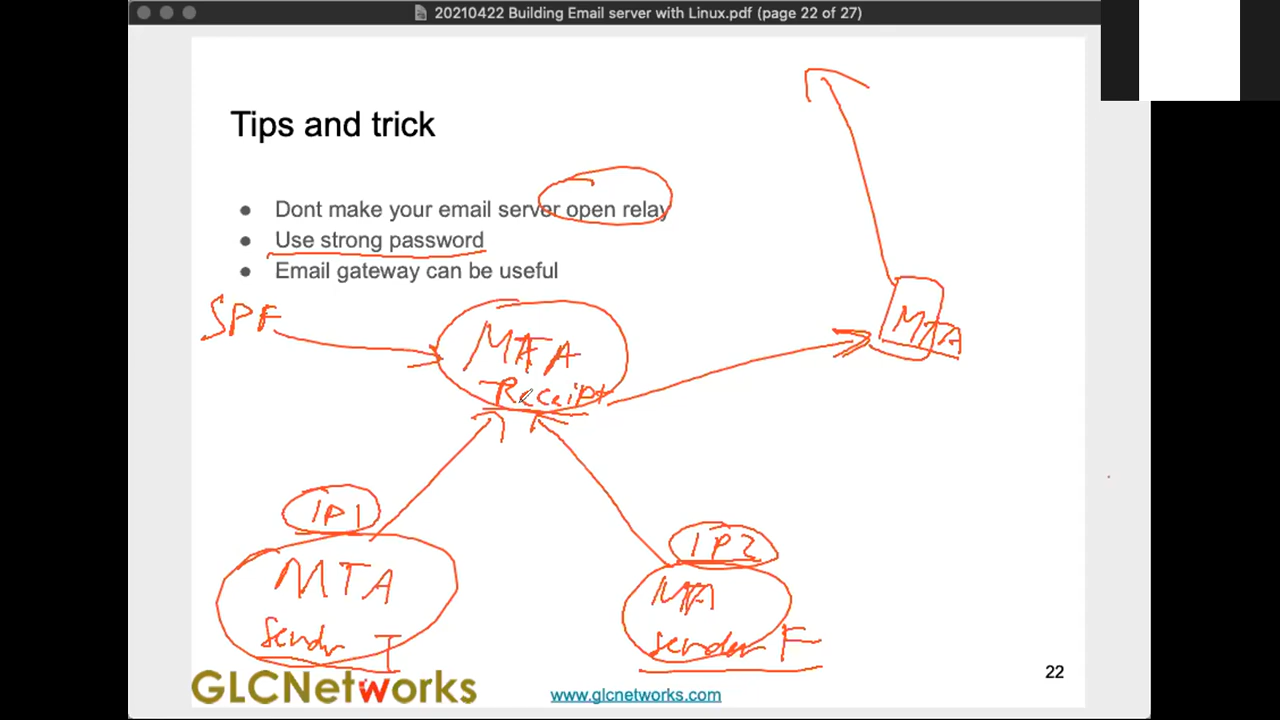 20210422 Building Email server with Linux.pdf (page 22 of 27)
Tips and trick
● Dont make your email server open relay
● Use strong password
● Email gateway can be useful
SPF
MTA
Receipt
MTA
IP1
IP2
MTA
Sender T
MTA
sender F
GLCNetworks
www.glcnetworks.com
22